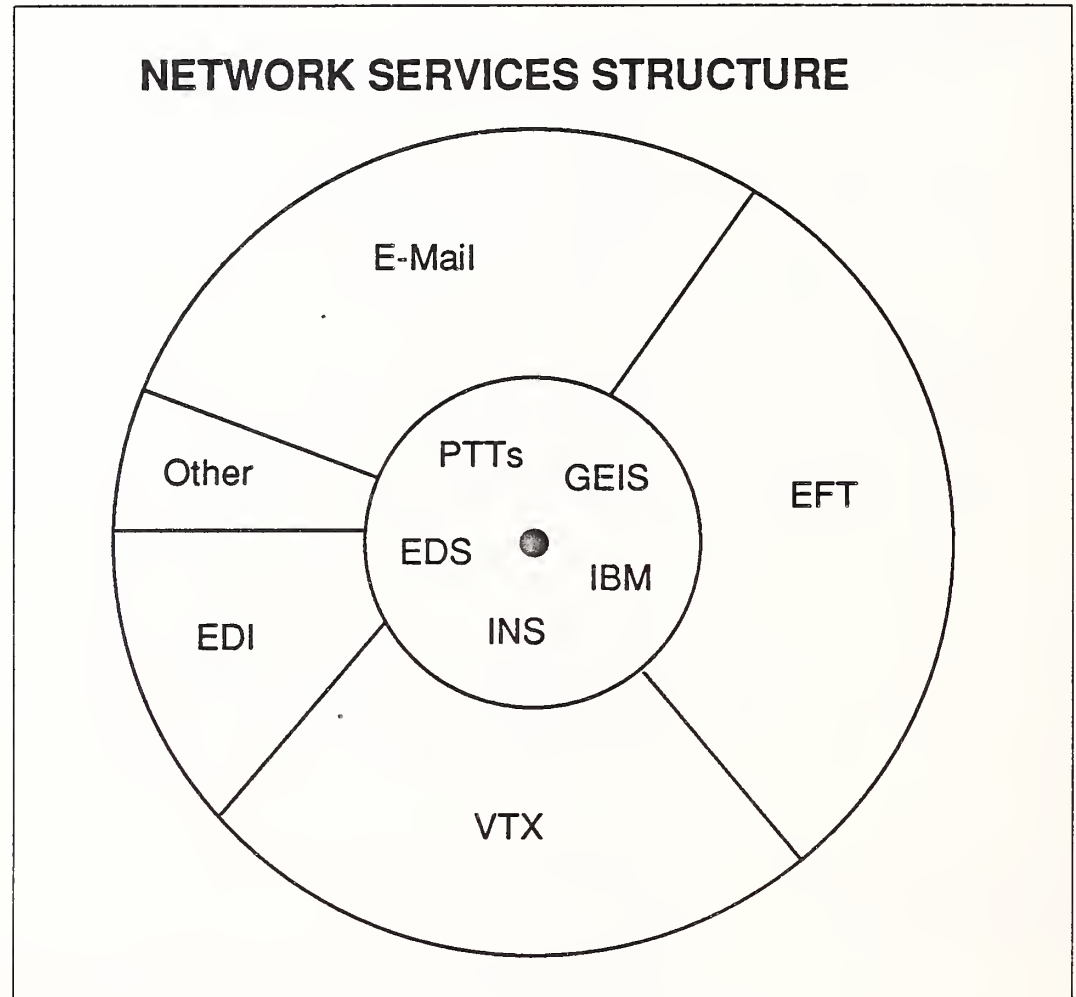 NETWORK SERVICES STRUCTURE
E-Mail
PTTs
GEIS
Other
EFT
EDS
IBM
INS
EDI
VTX